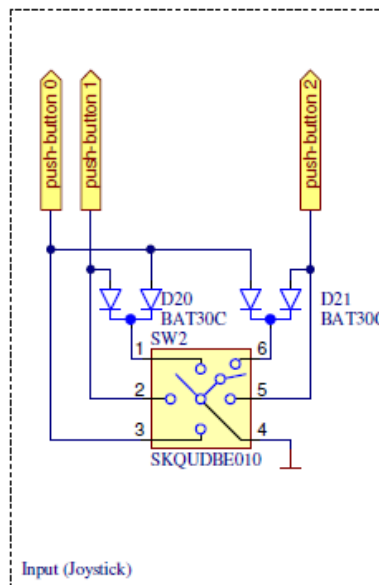 push-button 0
push-button 1
push-button 2
D20
BAT30C
D21
BAT30C
SW2
1
6
2
5
3
4
SKQUDBE010
Input (Joystick)